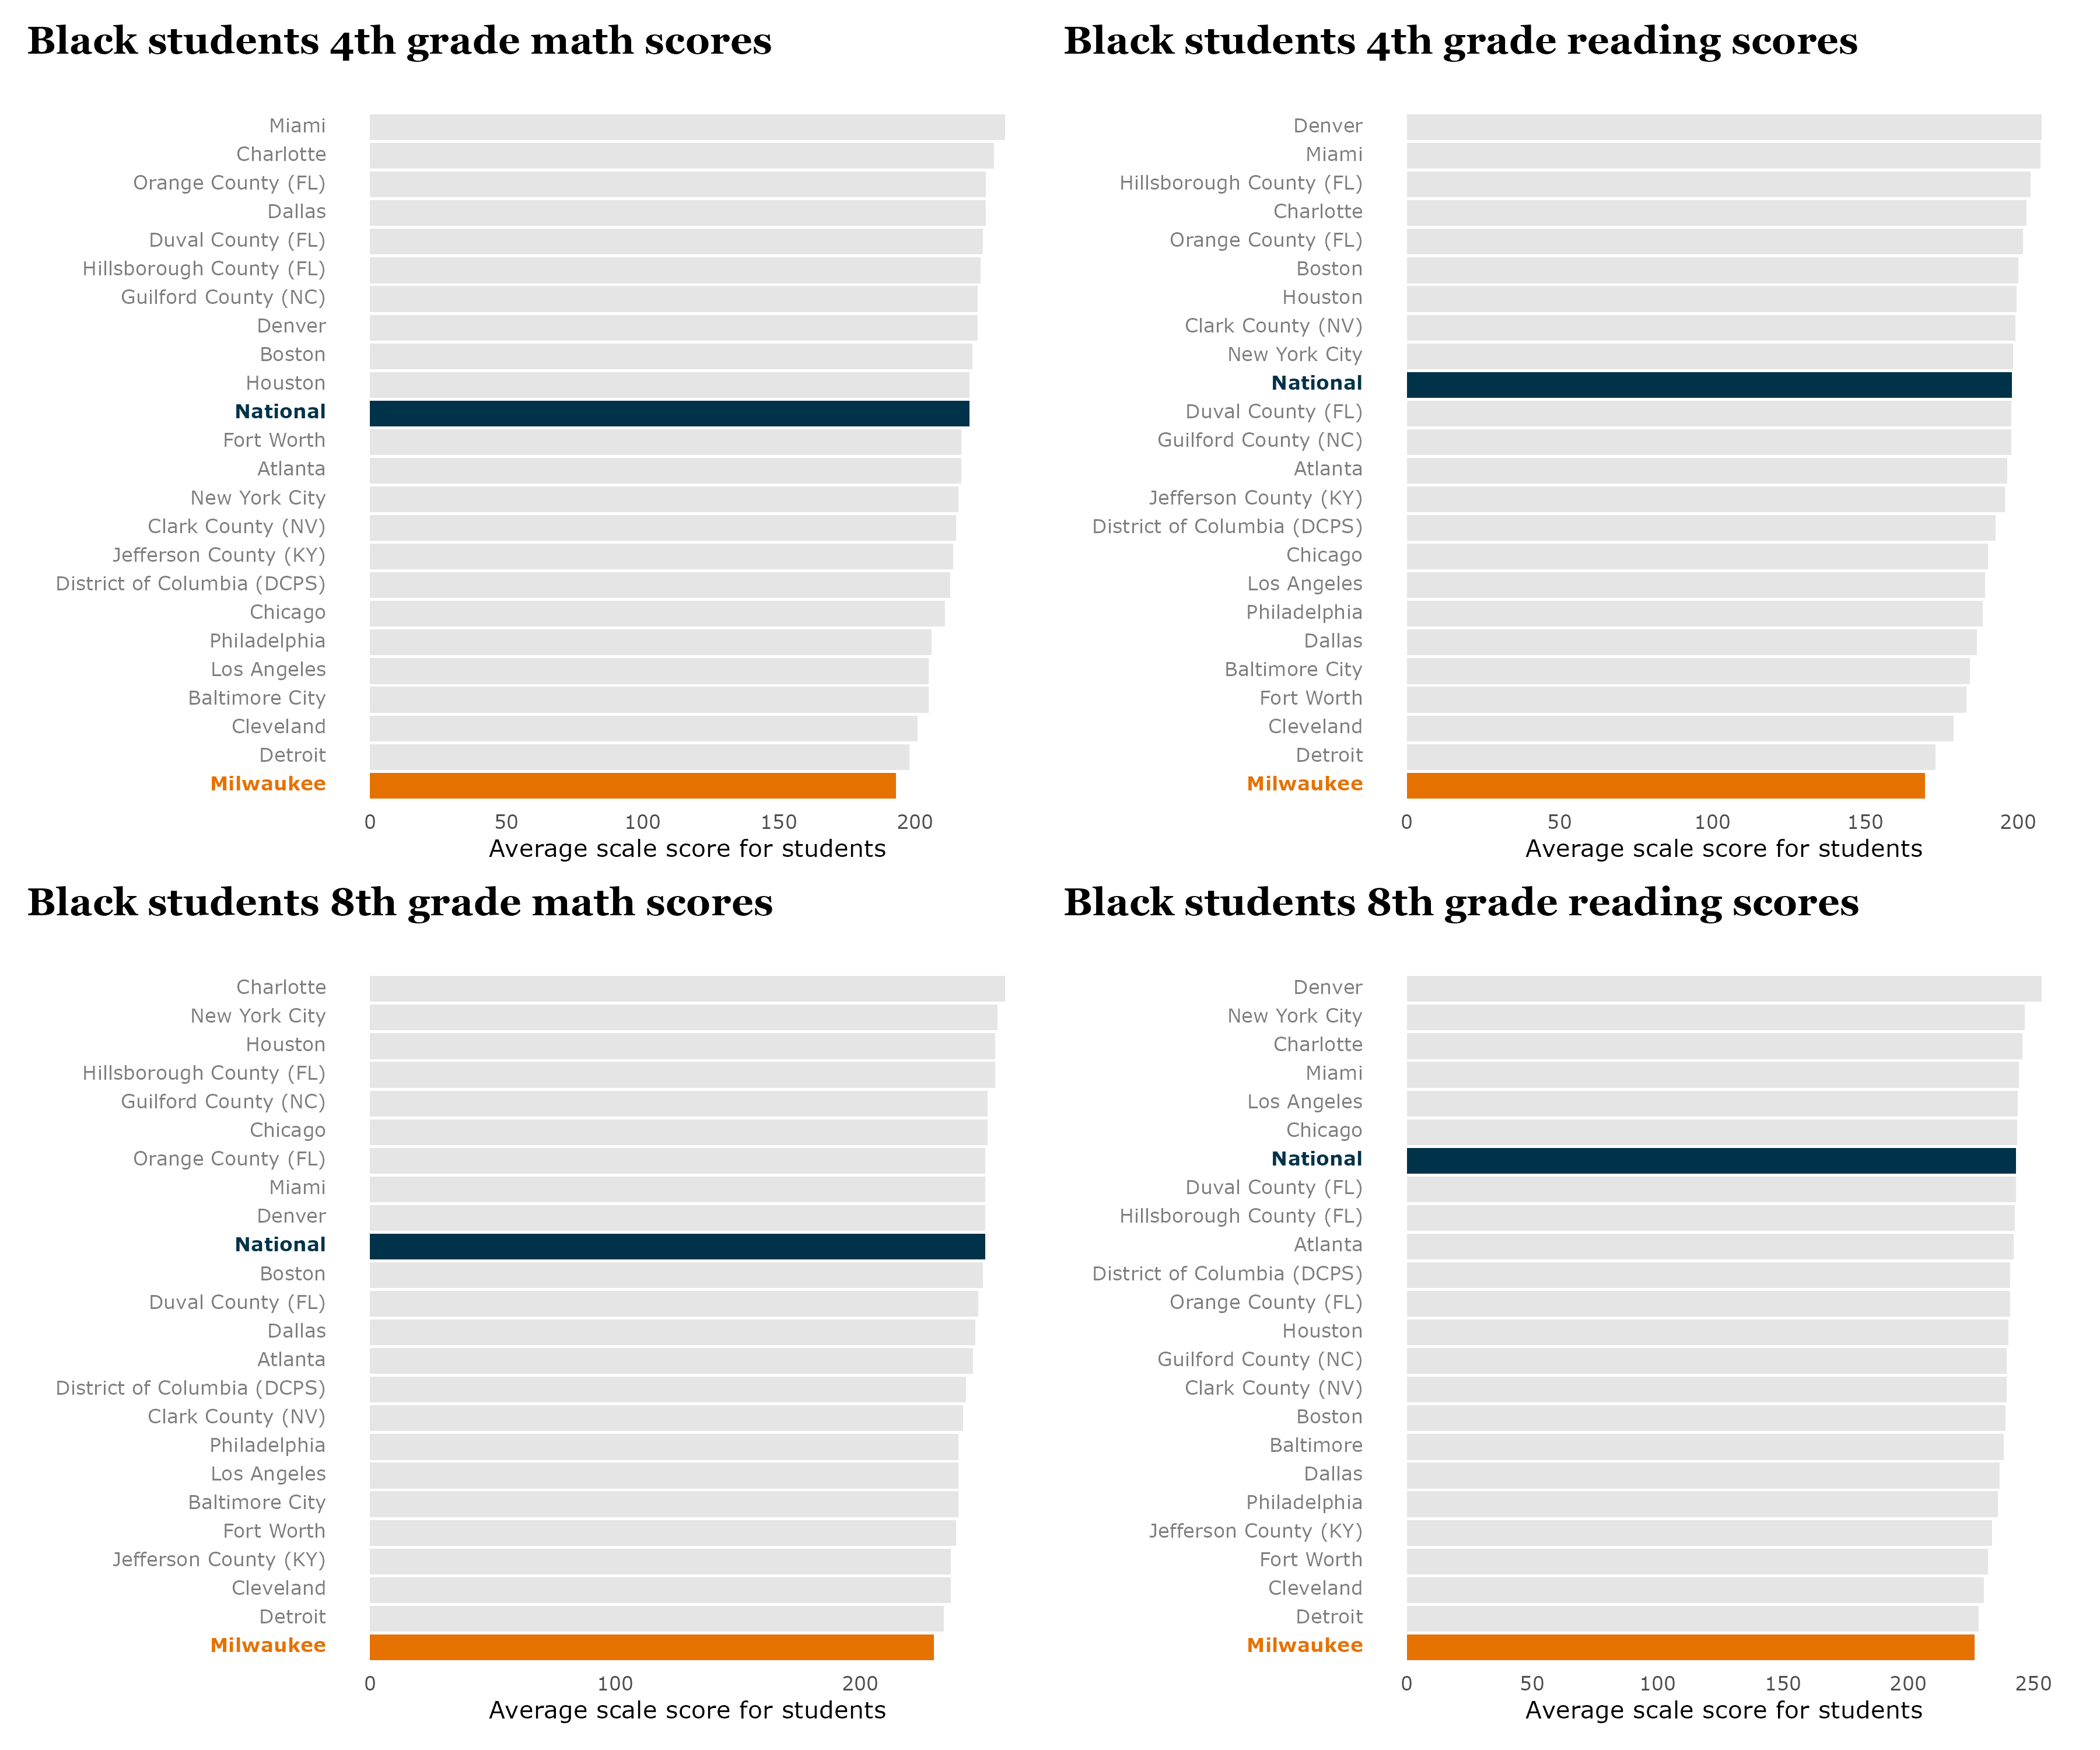 Black students 4th grade math scores
Miami
Charlotte
Orange County (FL)
Dallas
Duval County (FL)
Hillsborough County (FL)
Guilford County (NC)
Denver
Boston
Houston
National
Fort Worth
Atlanta
New York City
Clark County (NV)
Jefferson County (KY)
District of Columbia (DCPS)
Chicago
Philadelphia
Los Angeles
Baltimore City
Cleveland
Detroit
Milwaukee
0 50 100 150 200
Average scale score for students
Black students 4th grade reading scores
Denver
Miami
Hillsborough County (FL)
Charlotte
Orange County (FL)
Boston
Houston
Clark County (NV)
New York City
National
Duval County (FL)
Guilford County (NC)
Atlanta
Jefferson County (KY)
District of Columbia (DCPS)
Chicago
Los Angeles
Philadelphia
Dallas
Baltimore City
Fort Worth
Cleveland
Detroit
Milwaukee
0 50 100 150 200
Average scale score for students
Black students 8th grade math scores
Charlotte
New York City
Houston
Hillsborough County (FL)
Guilford County (NC)
Chicago
Orange County (FL)
Miami
Denver
National
Boston
Duval County (FL)
Dallas
Atlanta
District of Columbia (DCPS)
Clark County (NV)
Philadelphia
Los Angeles
Baltimore City
Fort Worth
Jefferson County (KY)
Cleveland
Detroit
Milwaukee
0 100 200
Average scale score for students
Black students 8th grade reading scores
Denver
New York City
Charlotte
Miami
Los Angeles
Chicago
National
Duval County (FL)
Hillsborough County (FL)
Atlanta
District of Columbia (DCPS)
Orange County (FL)
Houston
Guilford County (NC)
Clark County (NV)
Boston
Baltimore
Dallas
Philadelphia
Jefferson County (KY)
Fort Worth
Cleveland
Detroit
Milwaukee
0 50 100 150 200 250
Average scale score for students